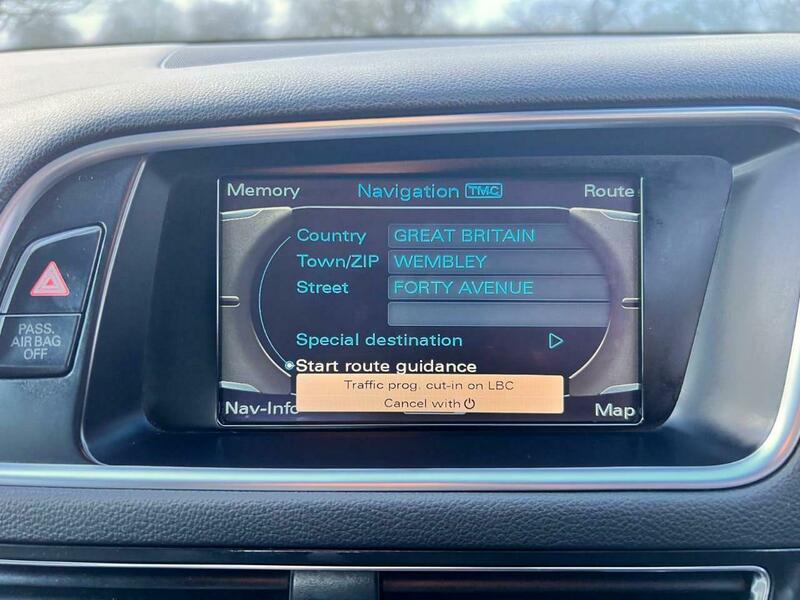 Memory Navigation TMC Route
Country GREAT BRITAIN
Town/ZIP WEMBLEY
Street FORTY AVENUE
Special destination
Start route guidance
Traffic prog. cut-in on LBC
Cancel with
Nav-Info Map
PASS.
AIR BAG
OFF